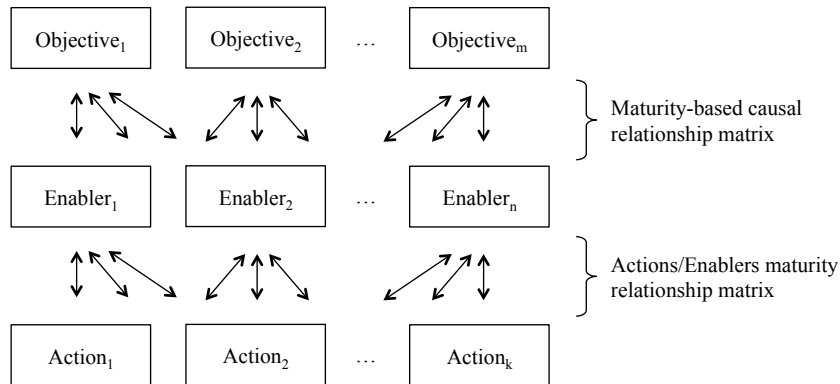 Objective₁ Objective₂ … Objectiveₘ
Maturity-based causal
relationship matrix
Enabler₁ Enabler₂ … Enablerₙ
Actions/Enablers maturity
relationship matrix
Action₁ Action₂ … Actionₖ